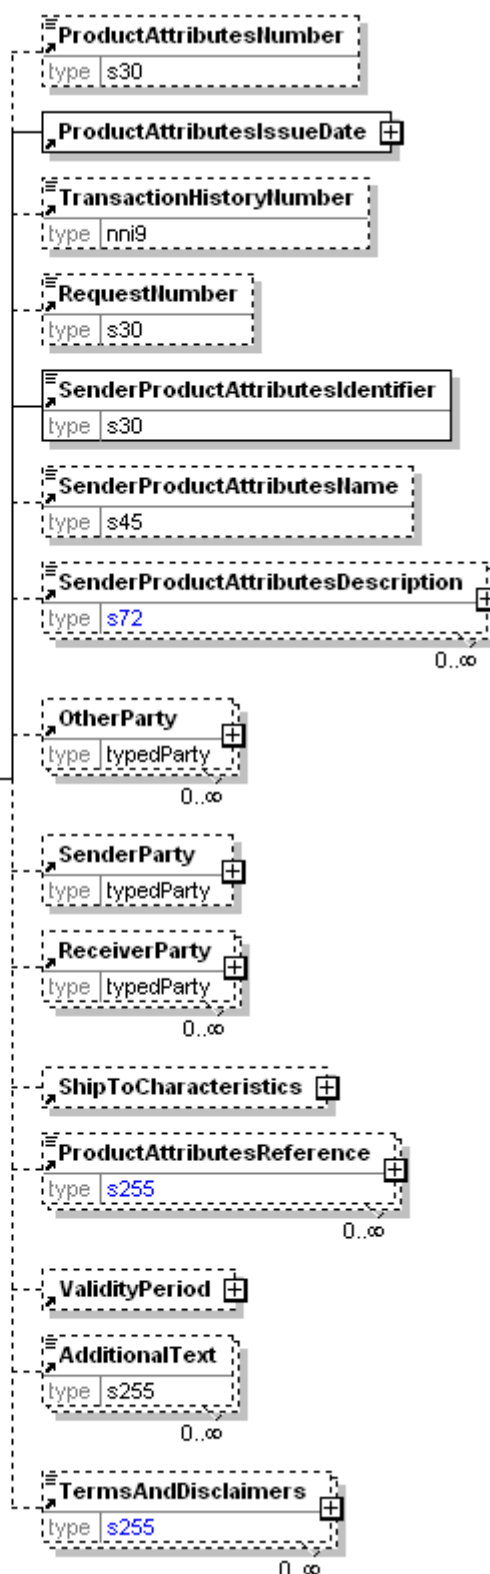 ProductAttributesNumber
type s30
ProductAttributesIssueDate
TransactionHistoryNumber
type nni9
RequestNumber
type s30
SenderProductAttributesIdentifier
type s30
SenderProductAttributesName
type s45
SenderProductAttributesDescription
type s72
0..∞
OtherParty
type typedParty
0..∞
SenderParty
type typedParty
ReceiverParty
type typedParty
0..∞
ShipToCharacteristics
ProductAttributesReference
type s255
0..∞
ValidityPeriod
AdditionalText
type s255
0..∞
TermsAndDisclaimers
type s255
0..∞